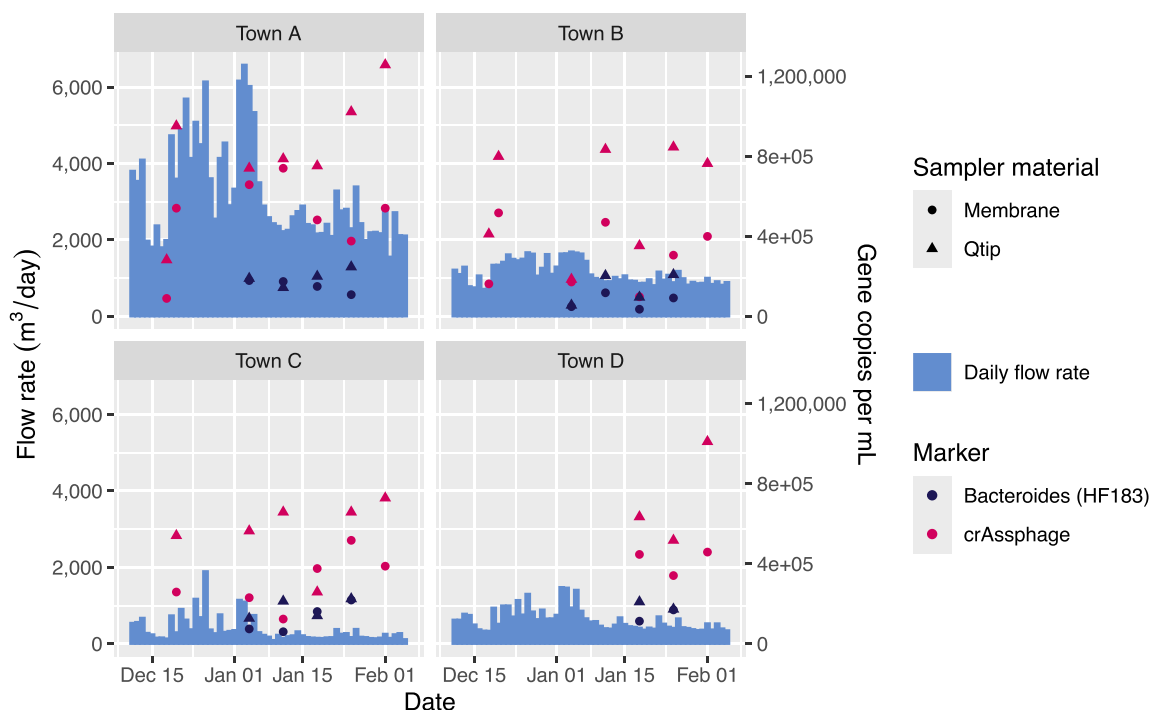 Town A
Town B
6,000
4,000
2,000
0
1,200,000
8e+05
4e+05
0
Town C
Town D
6,000
4,000
2,000
0
1,200,000
8e+05
4e+05
0
Dec 15
Jan 01
Jan 15
Feb 01
Dec 15
Jan 01
Jan 15
Feb 01
Date
Flow rate (m³/day)
Gene copies per mL
Sampler material
Membrane
Qtip
Daily flow rate
Marker
Bacteroides (HF183)
crAssphage